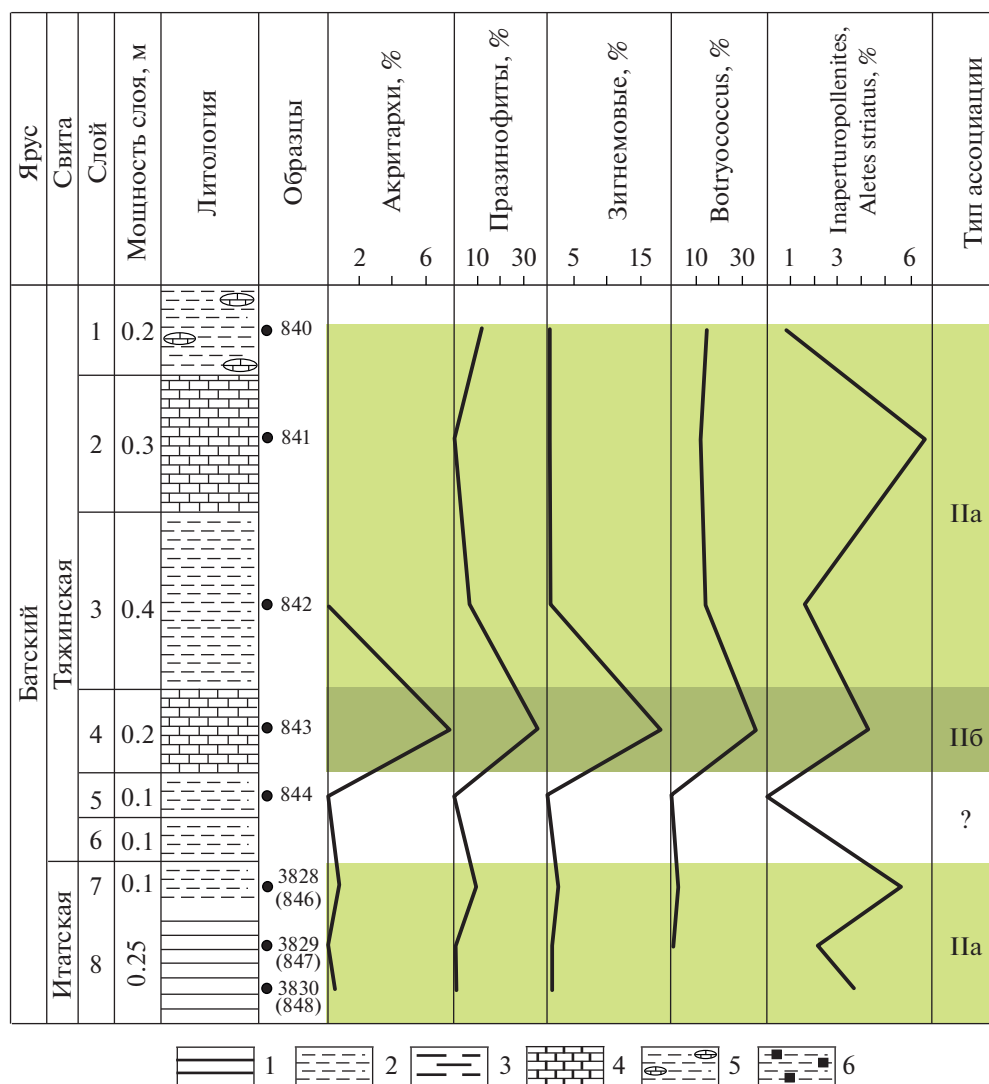 Ярус
Свита
Слой
Мощность слоя, м
Литология
Образцы
Акритархи, %
Празинофиты, %
Зигнемовые, %
Botryococcus, %
Inaperturopollenites,
Aletes striatus, %
Тип ассоциации
2 6 10 30 5 15 10 30 1 3 6
Батский
Тяжинская
Итатская
1 0.2 840
2 0.3 841
IIа
3 0.4 842
4 0.2 843 IIб
5 0.1 844
?
6 0.1
7 0.1 3828
(846)
8 0.25 3829
(847)
IIа
3830
(848)
1 2 3 4 5 6